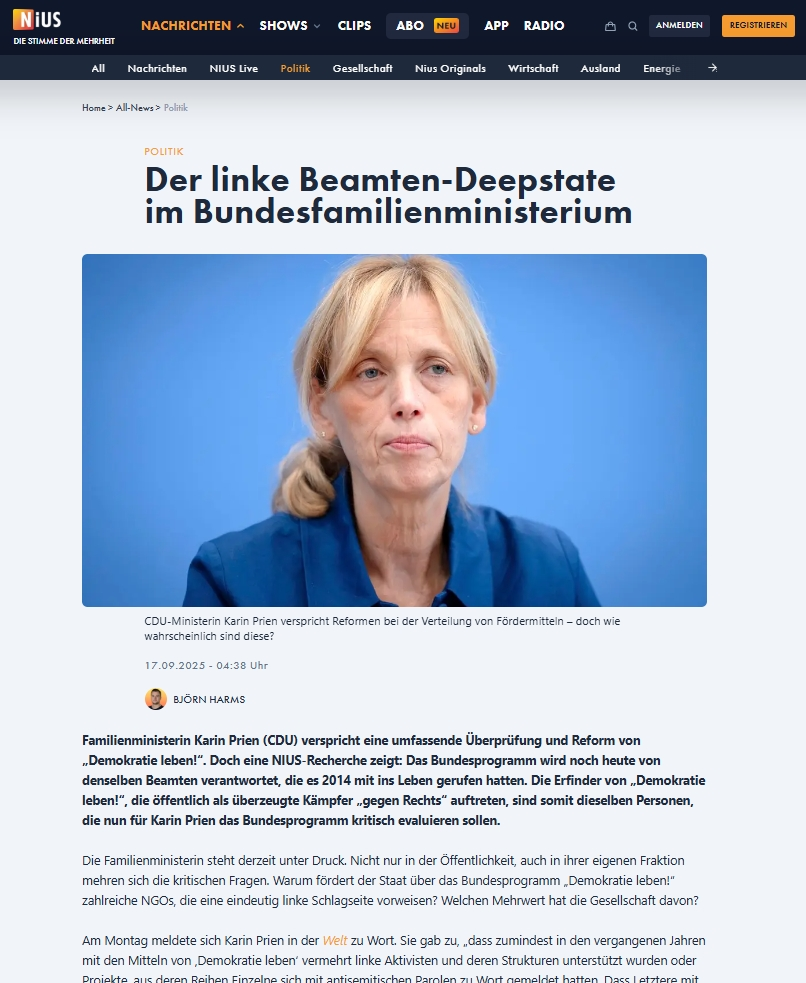 NiUS
DIE STIMME DER MEHRHEIT
NACHRICHTEN SHOWS CLIPS ABO NEU APP RADIO ANMELDEN REGISTRIEREN
All Nachrichten NIUS Live Politik Gesellschaft Nius Originals Wirtschaft Ausland Energie
Home > All-News > Politik
POLITIK
Der linke Beamten-Deepstate
im Bundesfamilienministerium
CDU-Ministerin Karin Prien verspricht Reformen bei der Verteilung von Fördermitteln – doch wie
wahrscheinlich sind diese?
17.09.2025 - 04:38 Uhr
BJÖRN HARMS
Familienministerin Karin Prien (CDU) verspricht eine umfassende Überprüfung und Reform von
„Demokratie leben!“. Doch eine NIUS-Recherche zeigt: Das Bundesprogramm wird noch heute von
denselben Beamten verantwortet, die es 2014 mit ins Leben gerufen hatten. Die Erfinder von „Demokratie
leben!“, die öffentlich als überzeugte Kämpfer „gegen Rechts“ auftreten, sind somit dieselben Personen,
die nun für Karin Prien das Bundesprogramm kritisch evaluieren sollen.
Die Familienministerin steht derzeit unter Druck. Nicht nur in der Öffentlichkeit, auch in ihrer eigenen Fraktion
mehren sich die kritischen Fragen. Warum fördert der Staat über das Bundesprogramm „Demokratie leben!“
zahlreiche NGOs, die eine eindeutig linke Schlagseite vorweisen? Welchen Mehrwert hat die Gesellschaft davon?
Am Montag meldete sich Karin Prien in der Welt zu Wort. Sie gab zu, „dass zumindest in den vergangenen Jahren
mit den Mitteln von ‚Demokratie leben‘ vermehrt linke Aktivisten und deren Strukturen unterstützt wurden oder
Projekte, aus deren Reihen Einzelne sich mit antisemitischen Parolen zu Wort gemeldet hatten. Dass Letztere mit